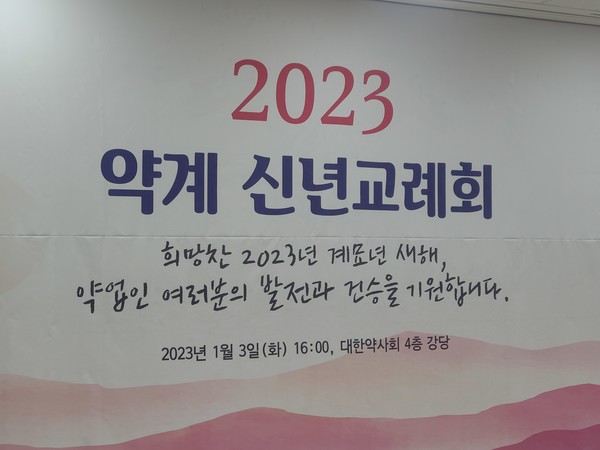 2023
약계 신년교례회
희망찬 2023년 계묘년 새해,
약업인 여러분의 발전과 건승을 기원합니다.
2023년 1월 3일(화) 16:00, 대한약사회 4층 강당